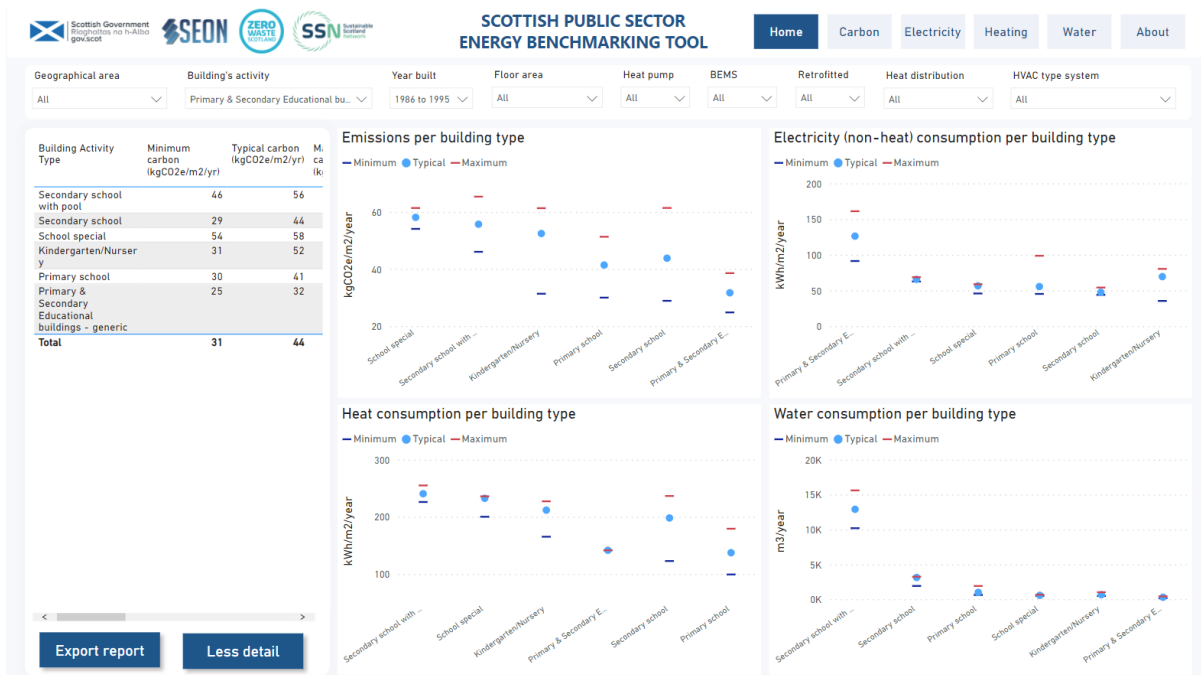 Scottish Government
Riaghaltas na h-Alba
gov.scot
SEON
ZERO
WASTE
SCOTLAND
SSN
Sustainable
Scotland
Network
SCOTTISH PUBLIC SECTOR
ENERGY BENCHMARKING TOOL
Home
Carbon
Electricity
Heating
Water
About
Geographical area
Building's activity
Year built
Floor area
Heat pump
BEMS
Retrofitted
Heat distribution
HVAC type system
All
Primary & Secondary Educational bu...
1986 to 1995
All
All
All
All
All
All
Building Activity
Type
Minimum
carbon
(kgCO2e/m2/yr)
Typical carbon
(kgCO2e/m2/yr)
Secondary school
with pool
46
56
Secondary school
29
44
School special
54
58
Kindergarten/Nurser
y
31
52
Primary school
30
41
Primary &
Secondary
Educational
buildings - generic
25
32
Total
31
44
Export report
Less detail
Emissions per building type
Minimum Typical Maximum
kgCO2e/m2/year
60
40
20
School special
Secondary school with ...
Kindergarten/Nursery
Primary school
Secondary school
Primary & Secondary E...
Electricity (non-heat) consumption per building type
Minimum Typical Maximum
kWh/m2/year
200
150
100
50
0
Primary & Secondary E...
Secondary school with ...
School special
Primary school
Secondary school
Kindergarten/Nursery
Heat consumption per building type
Minimum Typical Maximum
kWh/m2/year
300
200
100
Secondary school with ...
School special
Kindergarten/Nursery
Primary & Secondary E...
Secondary school
Primary school
Water consumption per building type
Minimum Typical Maximum
m3/year
20K
15K
10K
5K
0K
Secondary school with ...
Secondary school
Primary school
School special
Kindergarten/Nursery
Primary & Secondary E...